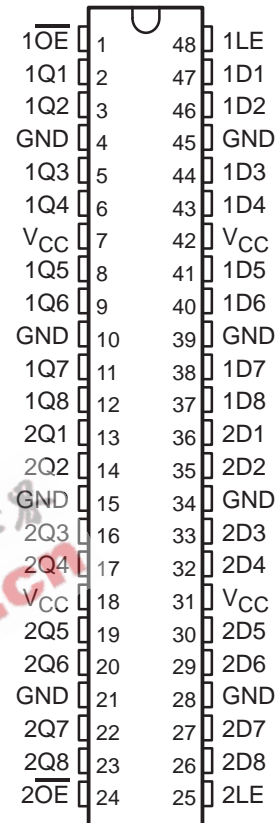 1O̅E̅ 1 48 1LE
1Q1 2 47 1D1
1Q2 3 46 1D2
GND 4 45 GND
1Q3 5 44 1D3
1Q4 6 43 1D4
VCC 7 42 VCC
1Q5 8 41 1D5
1Q6 9 40 1D6
GND 10 39 GND
1Q7 11 38 1D7
1Q8 12 37 1D8
2Q1 13 36 2D1
2Q2 14 35 2D2
GND 15 34 GND
2Q3 16 33 2D3
2Q4 17 32 2D4
VCC 18 31 VCC
2Q5 19 30 2D5
2Q6 20 29 2D6
GND 21 28 GND
2Q7 22 27 2D7
2Q8 23 26 2D8
2O̅E̅ 24 25 2LE